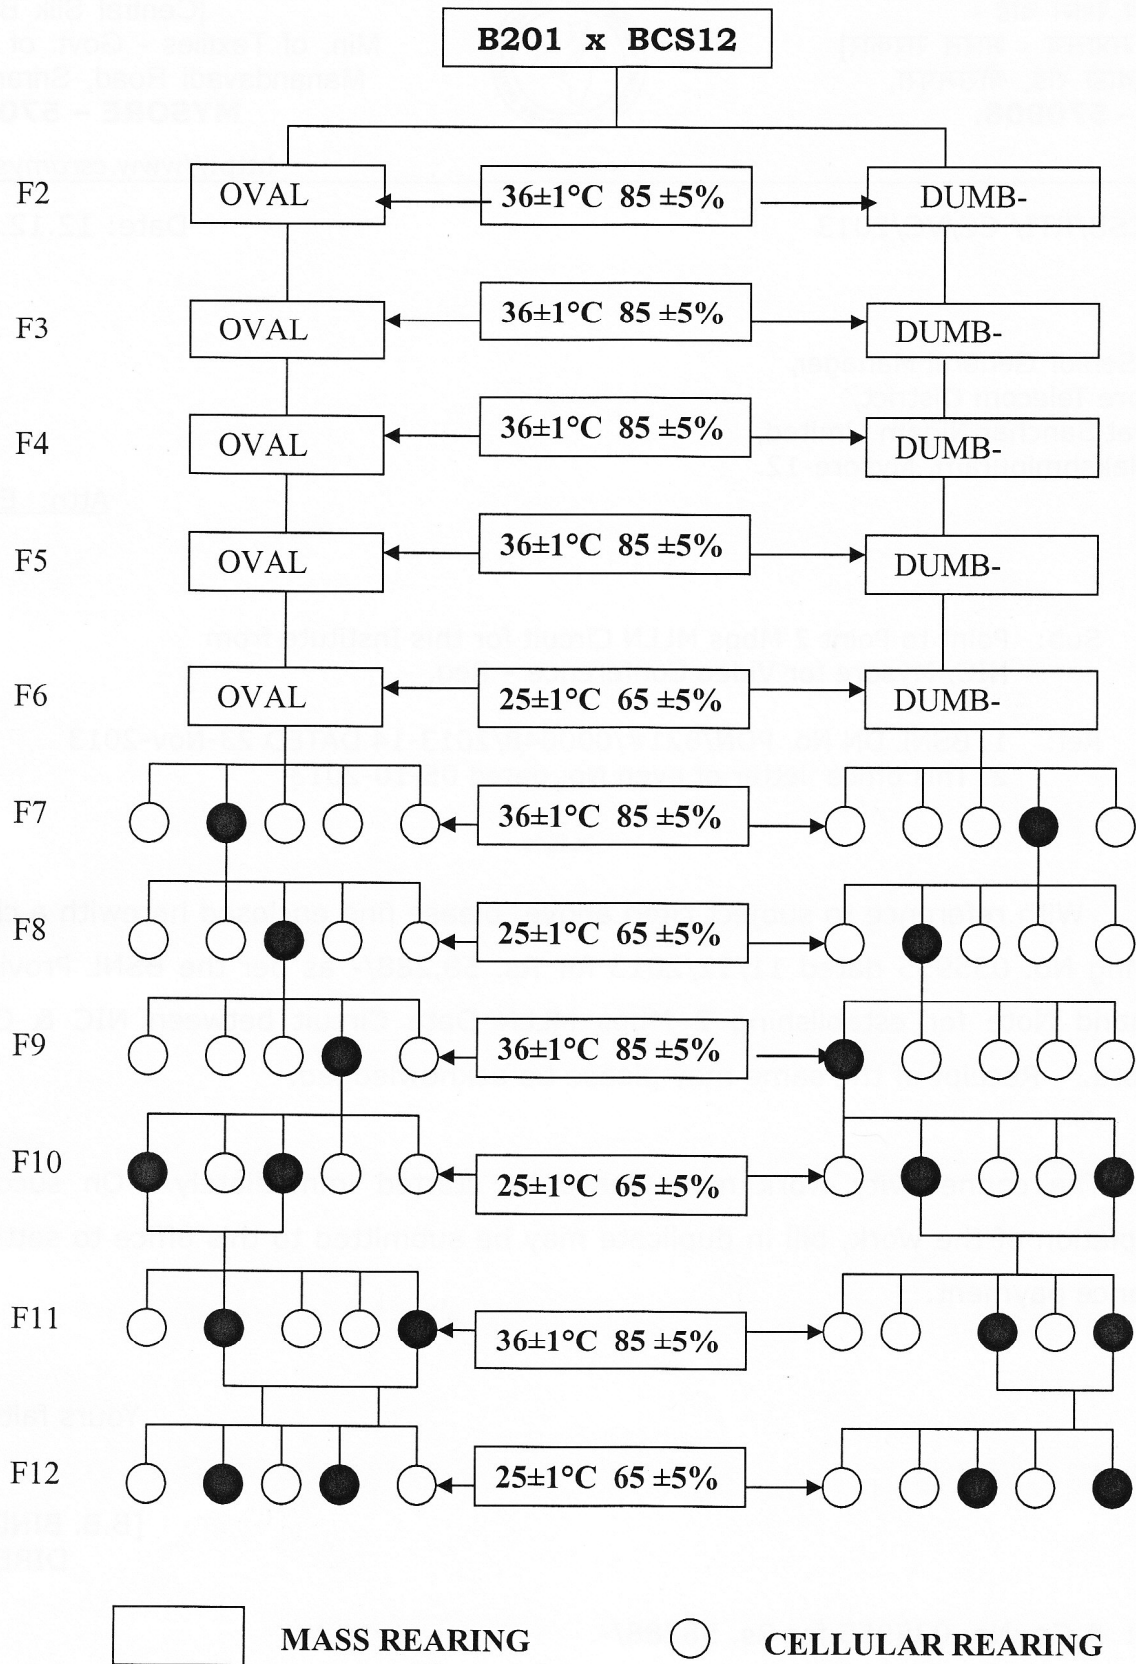 B201 x BCS12
F2 OVAL 36±1°C 85 ±5% DUMB-
F3 OVAL 36±1°C 85 ±5% DUMB-
F4 OVAL 36±1°C 85 ±5% DUMB-
F5 OVAL 36±1°C 85 ±5% DUMB-
F6 OVAL 25±1°C 65 ±5% DUMB-
F7 36±1°C 85 ±5%
F8 25±1°C 65 ±5%
F9 36±1°C 85 ±5%
F10 25±1°C 65 ±5%
F11 36±1°C 85 ±5%
F12 25±1°C 65 ±5%
MASS REARING CELLULAR REARING